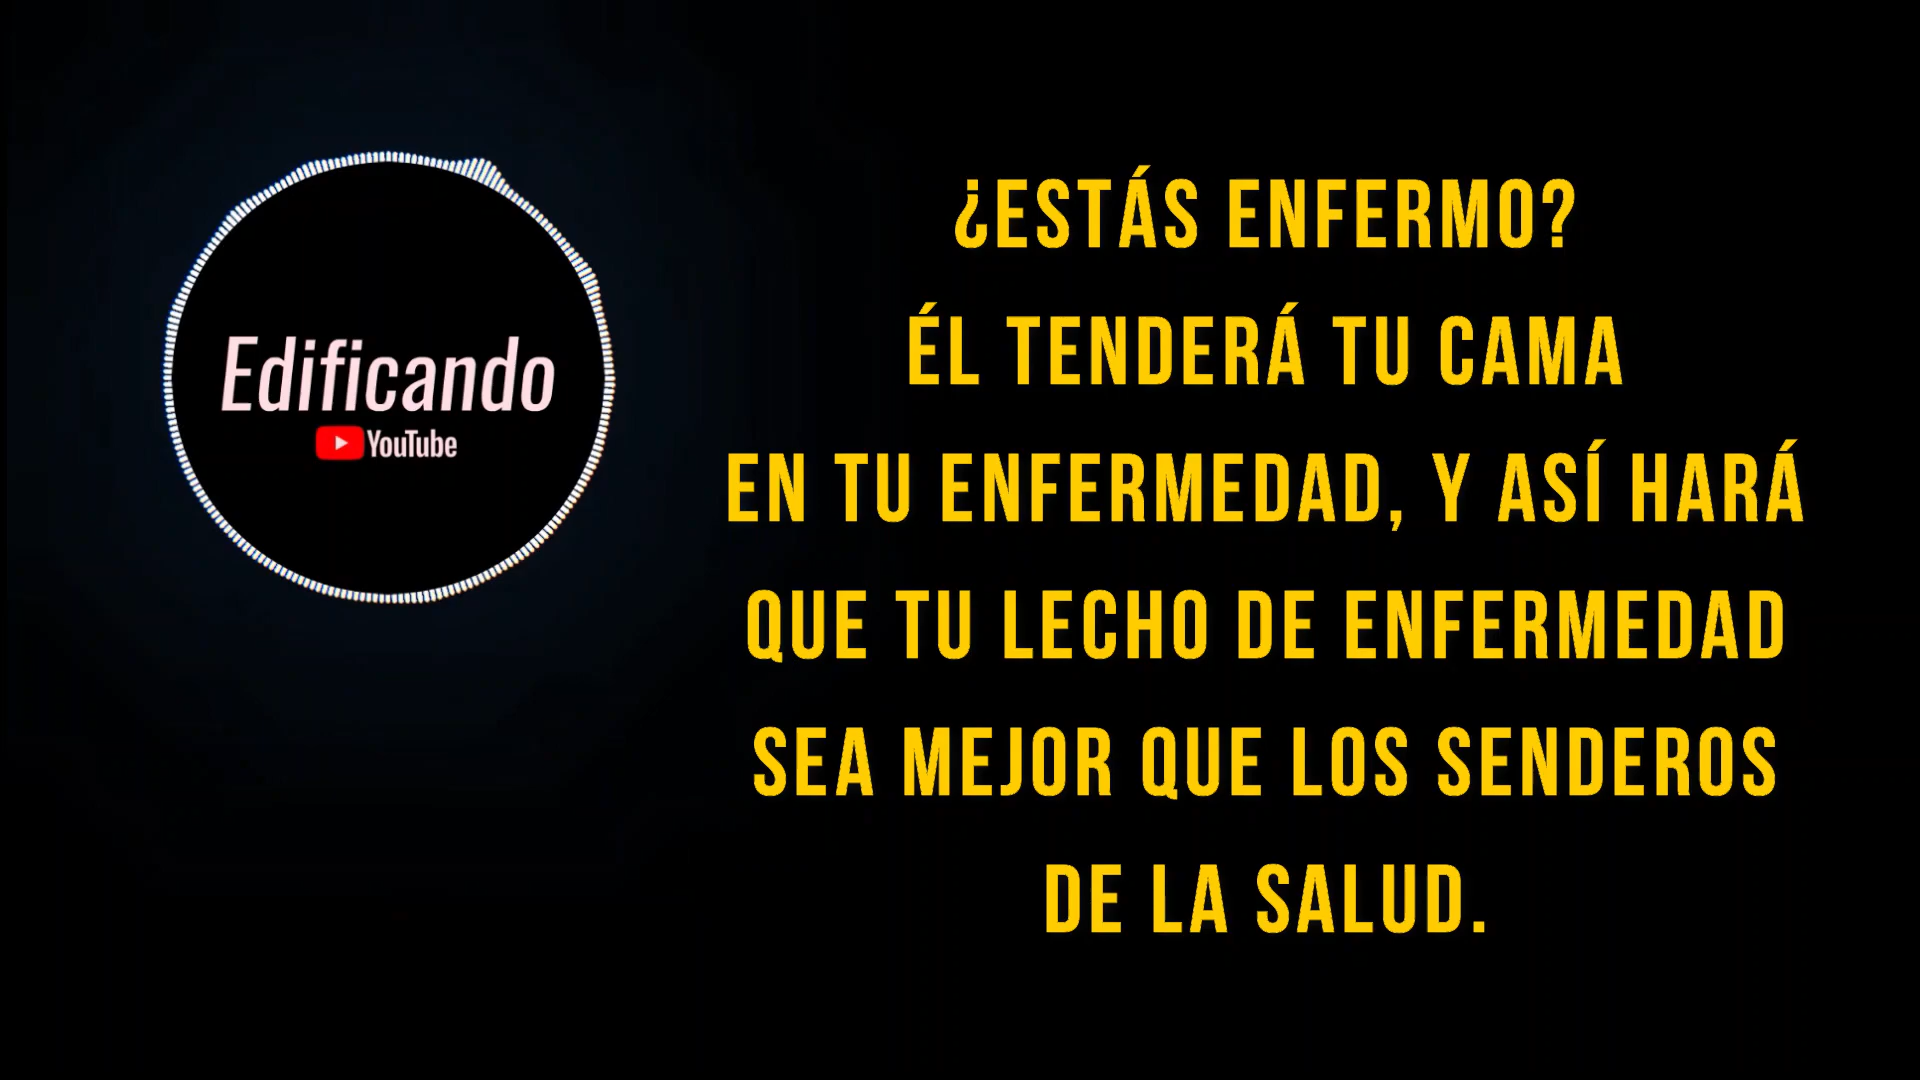 Edificando
YouTube
¿ESTÁS ENFERMO?
ÉL TENDERÁ TU CAMA
EN TU ENFERMEDAD, Y ASÍ HARÁ
QUE TU LECHO DE ENFERMEDAD
SEA MEJOR QUE LOS SENDEROS
DE LA SALUD.